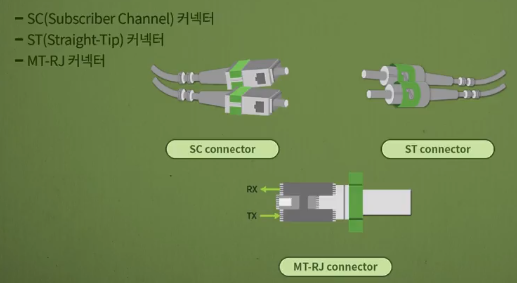 - SC(Subscriber Channel) 커넥터
- ST(Straight-Tip) 커넥터
- MT-RJ 커넥터
SC connector
ST connector
RX
TX
MT-RJ connector